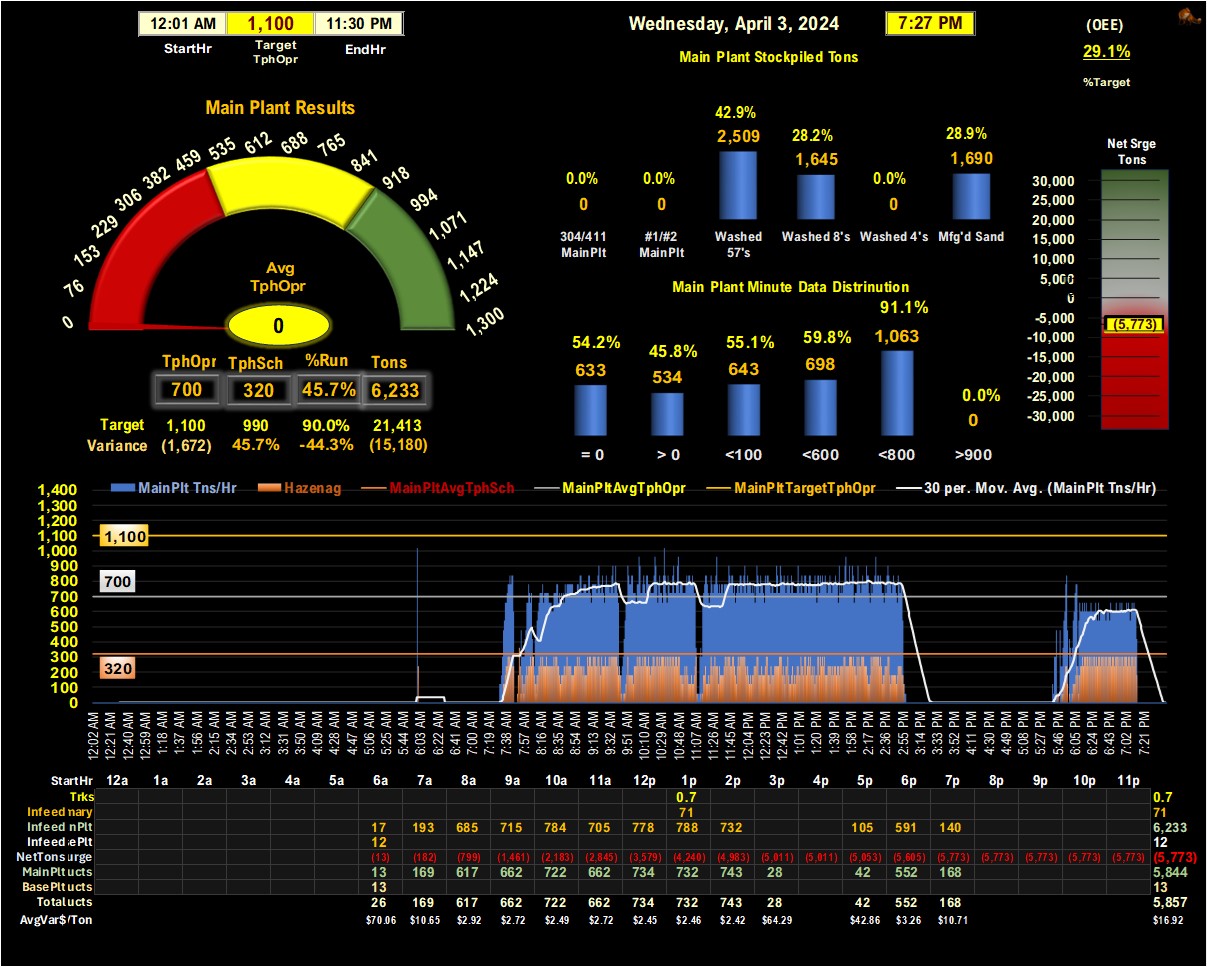 12:01 AM 1,100 11:30 PM
StartHr Target TphOpr EndHr
Wednesday, April 3, 2024 7:27 PM
Main Plant Stockpiled Tons
(OEE)
29.1%
%Target
Main Plant Results
0 76 153 229 306 382 459 535 612 688 765 841 918 994 1,071 1,147 1,224 1,300
Avg
TphOpr
0
TphOpr TphSch %Run Tons
700 320 45.7% 6,233
Target 1,100 990 90.0% 21,413
Variance (1,672) 45.7% -44.3% (15,180)
0.0% 0.0% 42.9% 28.2% 0.0% 28.9%
0 0 2,509 1,645 0 1,690
304/411 MainPlt #1/#2 MainPlt Washed 57's Washed 8's Washed 4's Mfg'd Sand
Main Plant Minute Data Distrinution
54.2% 45.8% 55.1% 59.8% 91.1% 0.0%
633 534 643 698 1,063 0
= 0 > 0 <100 <600 <800 >900
Net Srge
Tons
30,000
25,000
20,000
15,000
10,000
5,000
0
-5,000
(5,773)
-10,000
-15,000
-20,000
-25,000
-30,000
MainPlt Tns/Hr Hazenag MainPltAvgTphSch MainPltAvgTphOpr MainPltTargetTphOpr 30 per. Mov. Avg. (MainPlt Tns/Hr)
1,400
1,300
1,200
1,100
1,000
900
800
700
600
500
400
300
200
100
0
1,100
700
320
12:02 AM 12:21 AM 12:40 AM 12:59 AM 1:18 AM 1:37 AM 1:56 AM 2:15 AM 2:34 AM 2:53 AM 3:12 AM 3:31 AM 3:50 AM 4:09 AM 4:28 AM 4:47 AM 5:06 AM 5:25 AM 5:44 AM 6:03 AM 6:22 AM 6:41 AM 7:00 AM 7:19 AM 7:38 AM 7:57 AM 8:16 AM 8:35 AM 8:54 AM 9:13 AM 9:32 AM 9:51 AM 10:10 AM 10:29 AM 10:48 AM 11:07 AM 11:26 AM 11:45 AM 12:04 PM 12:23 PM 12:42 PM 1:01 PM 1:20 PM 1:39 PM 1:58 PM 2:17 PM 2:36 PM 2:55 PM 3:14 PM 3:33 PM 3:52 PM 4:11 PM 4:30 PM 4:49 PM 5:08 PM 5:27 PM 5:46 PM 6:05 PM 6:24 PM 6:43 PM 7:02 PM 7:21 PM
StartHr 12a 1a 2a 3a 4a 5a 6a 7a 8a 9a 10a 11a 12p 1p 2p 3p 4p 5p 6p 7p 8p 9p 10p 11p
Trks 0.7 0.7
Infeed mary 71 71
Infeed nPlt 17 193 685 715 784 705 778 788 732 105 591 140 6,233
Infeed ePlt 12 12
NetTonsurge (13) (182) (799) (1,461) (2,183) (2,845) (3,579) (4,240) (4,983) (5,011) (5,011) (5,053) (5,605) (5,773) (5,773) (5,773) (5,773) (5,773) (5,773)
MainPlt ucts 13 169 617 662 722 662 734 732 743 28 42 552 168 5,844
BasePlt ucts 13 13
Total ucts 26 169 617 662 722 662 734 732 743 28 42 552 168 5,857
AvgVar$/Ton $70.06 $10.65 $2.92 $2.72 $2.49 $2.72 $2.45 $2.46 $2.42 $64.29 $42.86 $3.26 $10.71 $16.92